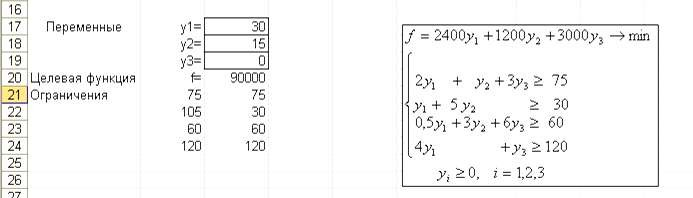 16
17 Переменные y1= 30
18 y2= 15
19 y3= 0
20 Целевая функция f= 90000
21 Ограничения 75 75
22 105 30
23 60 60
24 120 120
25
26
27
f = 2400y₁ +1200y₂ +3000y₃ → min
2y₁ + y₂ +3y₃ ≥ 75
y₁ + 5y₂ ≥ 30
0,5y₁ +3y₂ +6y₃ ≥ 60
4y₁ +y₃ ≥120
yᵢ ≥ 0, i = 1,2,3